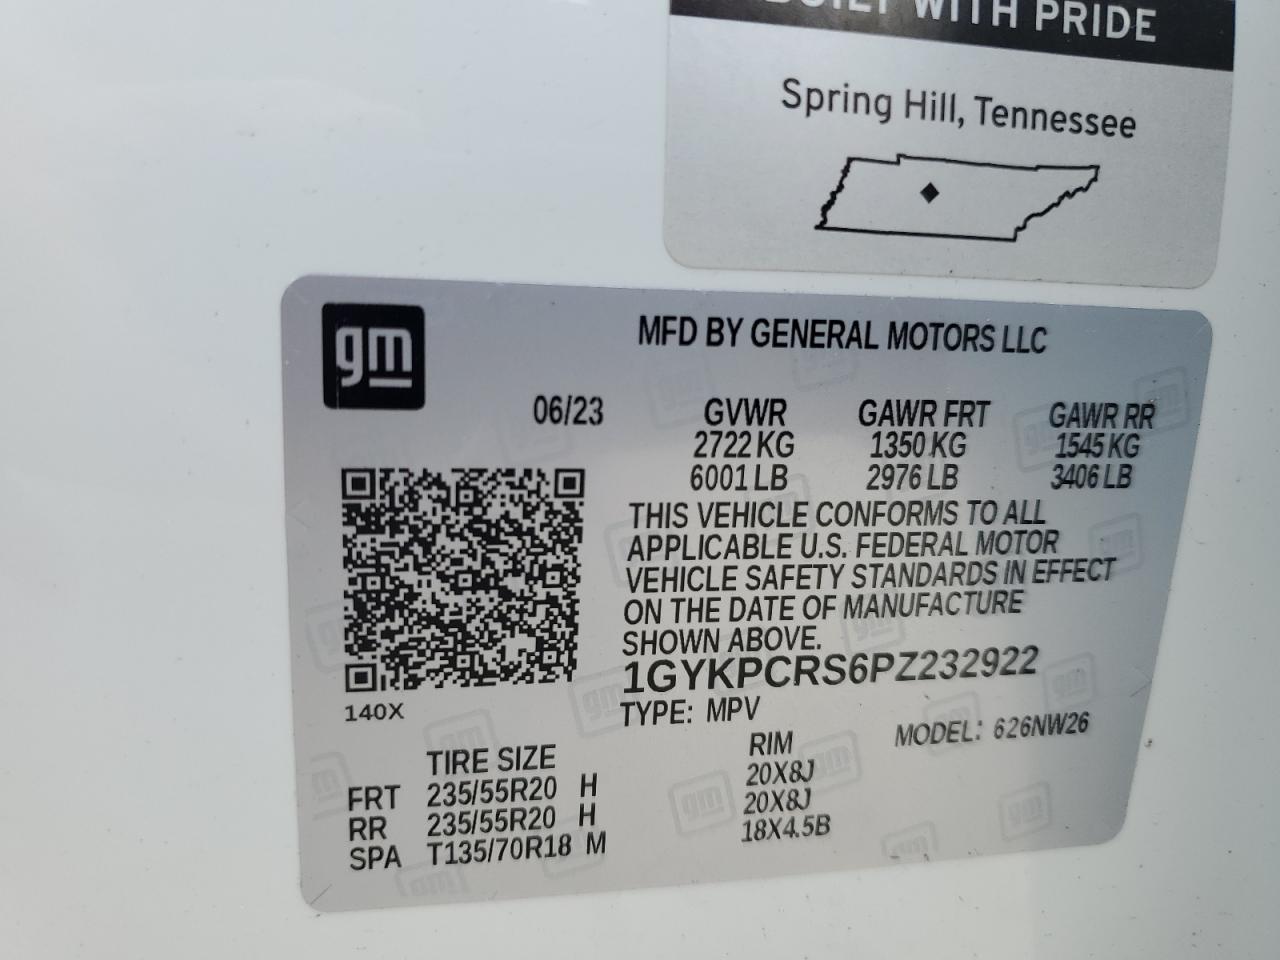 BUILT WITH PRIDE
Spring Hill, Tennessee
gm
MFD BY GENERAL MOTORS LLC
06/23 GVWR GAWR FRT GAWR RR
2722 KG 1350 KG 1545 KG
6001 LB 2976 LB 3406 LB
THIS VEHICLE CONFORMS TO ALL
APPLICABLE U.S. FEDERAL MOTOR
VEHICLE SAFETY STANDARDS IN EFFECT
ON THE DATE OF MANUFACTURE
SHOWN ABOVE.
1GYKPCRS6PZ232922
140X
TYPE: MPV MODEL: 626NW26
TIRE SIZE RIM
FRT 235/55R20 H 20X8J
RR 235/55R20 H 20X8J
SPA T135/70R18 M 18X4.5B